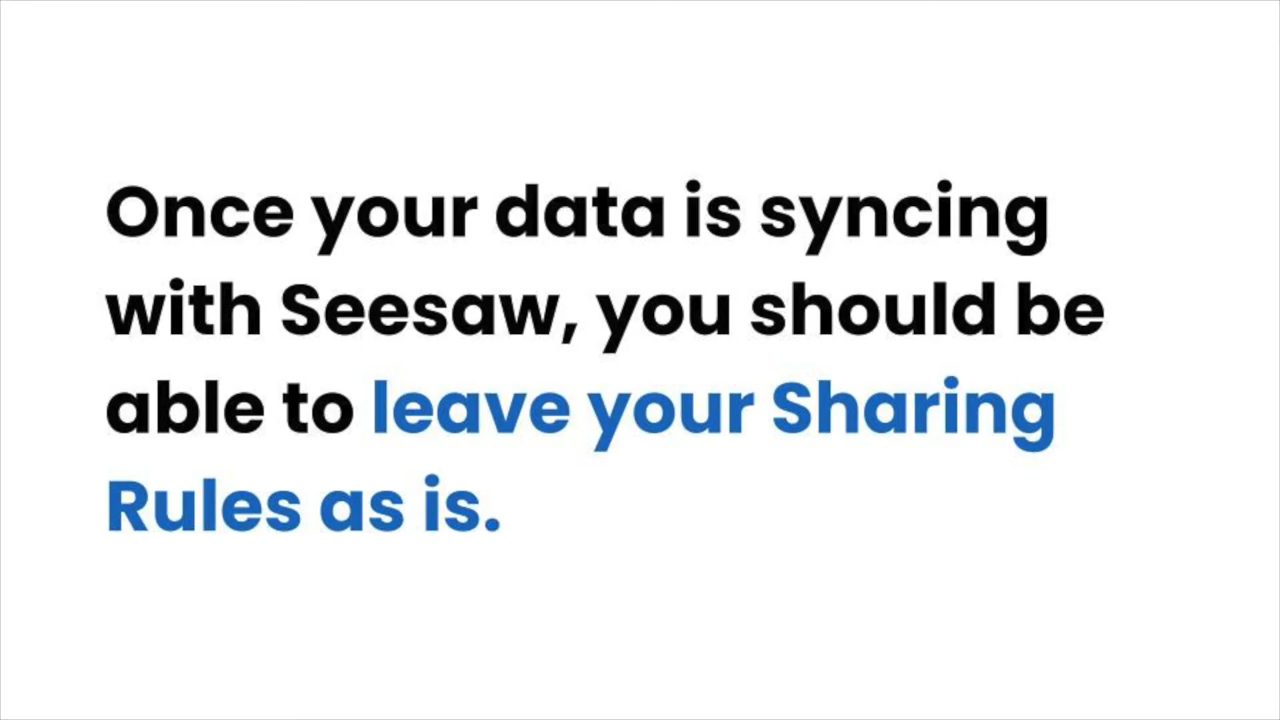 Once your data is syncing
with Seesaw, you should be
able to leave your Sharing
Rules as is.